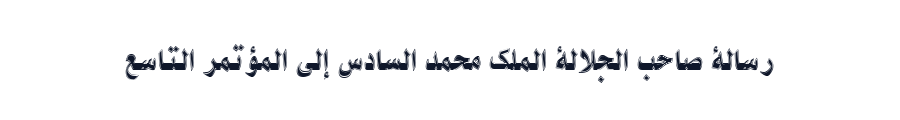 رسالة صاحب الجلالة الملك محمد السادس إلى المؤتمر التاسع